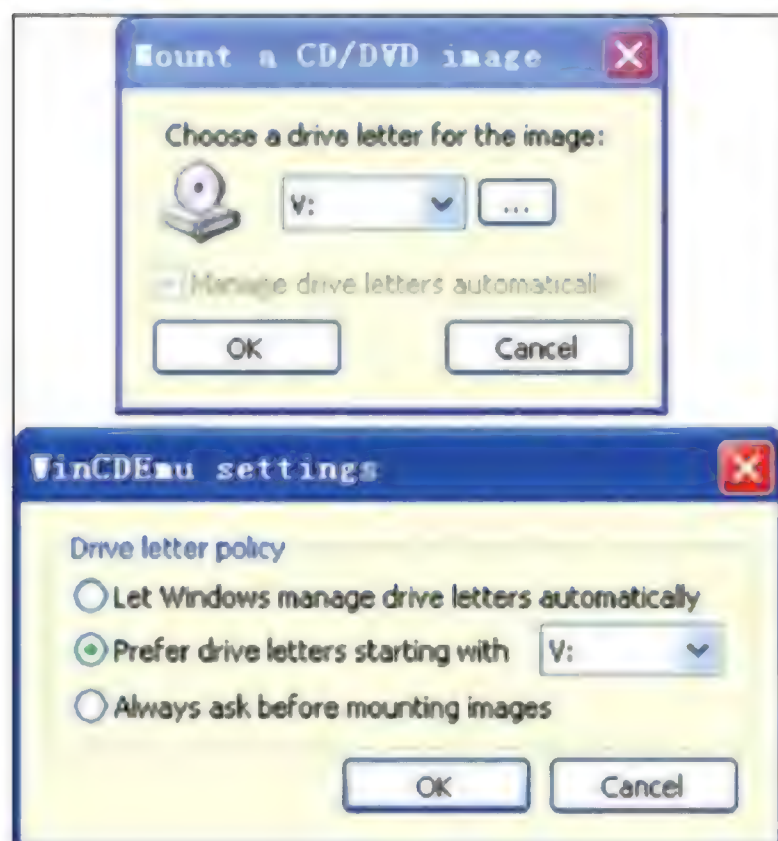 Mount a CD/DVD image
Choose a drive letter for the image:
V:
...
Manage drive letters automatically
OK Cancel
WinCDEmu settings
Drive letter policy
Let Windows manage drive letters automatically
Prefer drive letters starting with V:
Always ask before mounting images
OK Cancel